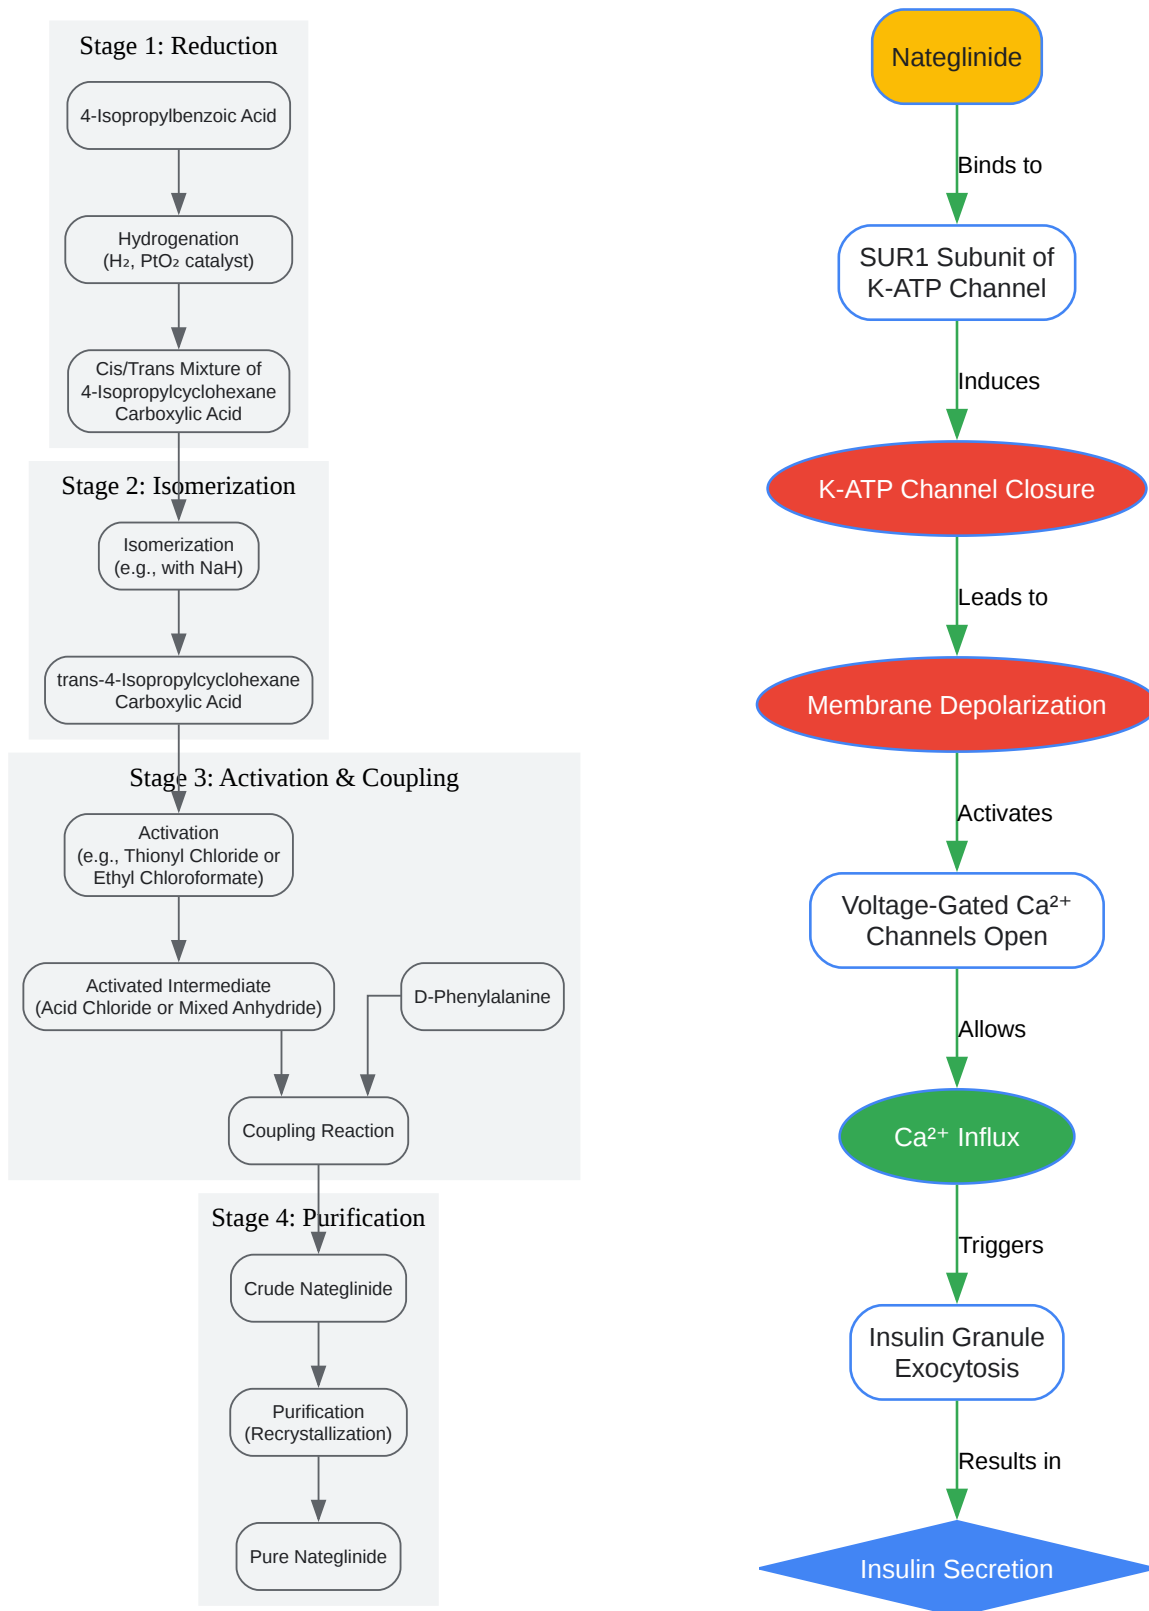 Stage 1: Reduction
4-Isopropylbenzoic Acid
Hydrogenation
(H₂, PtO₂ catalyst)
Cis/Trans Mixture of
4-Isopropylcyclohexane
Carboxylic Acid
Stage 2: Isomerization
Isomerization
(e.g., with NaH)
trans-4-Isopropylcyclohexane
Carboxylic Acid
Stage 3: Activation & Coupling
Activation
(e.g., Thionyl Chloride or
Ethyl Chloroformate)
Activated Intermediate
(Acid Chloride or Mixed Anhydride)
D-Phenylalanine
Coupling Reaction
Stage 4: Purification
Crude Nateglinide
Purification
(Recrystallization)
Pure Nateglinide
Nateglinide
Binds to
SUR1 Subunit of
K-ATP Channel
Induces
K-ATP Channel Closure
Leads to
Membrane Depolarization
Activates
Voltage-Gated Ca²⁺
Channels Open
Allows
Ca²⁺ Influx
Triggers
Insulin Granule
Exocytosis
Results in
Insulin Secretion